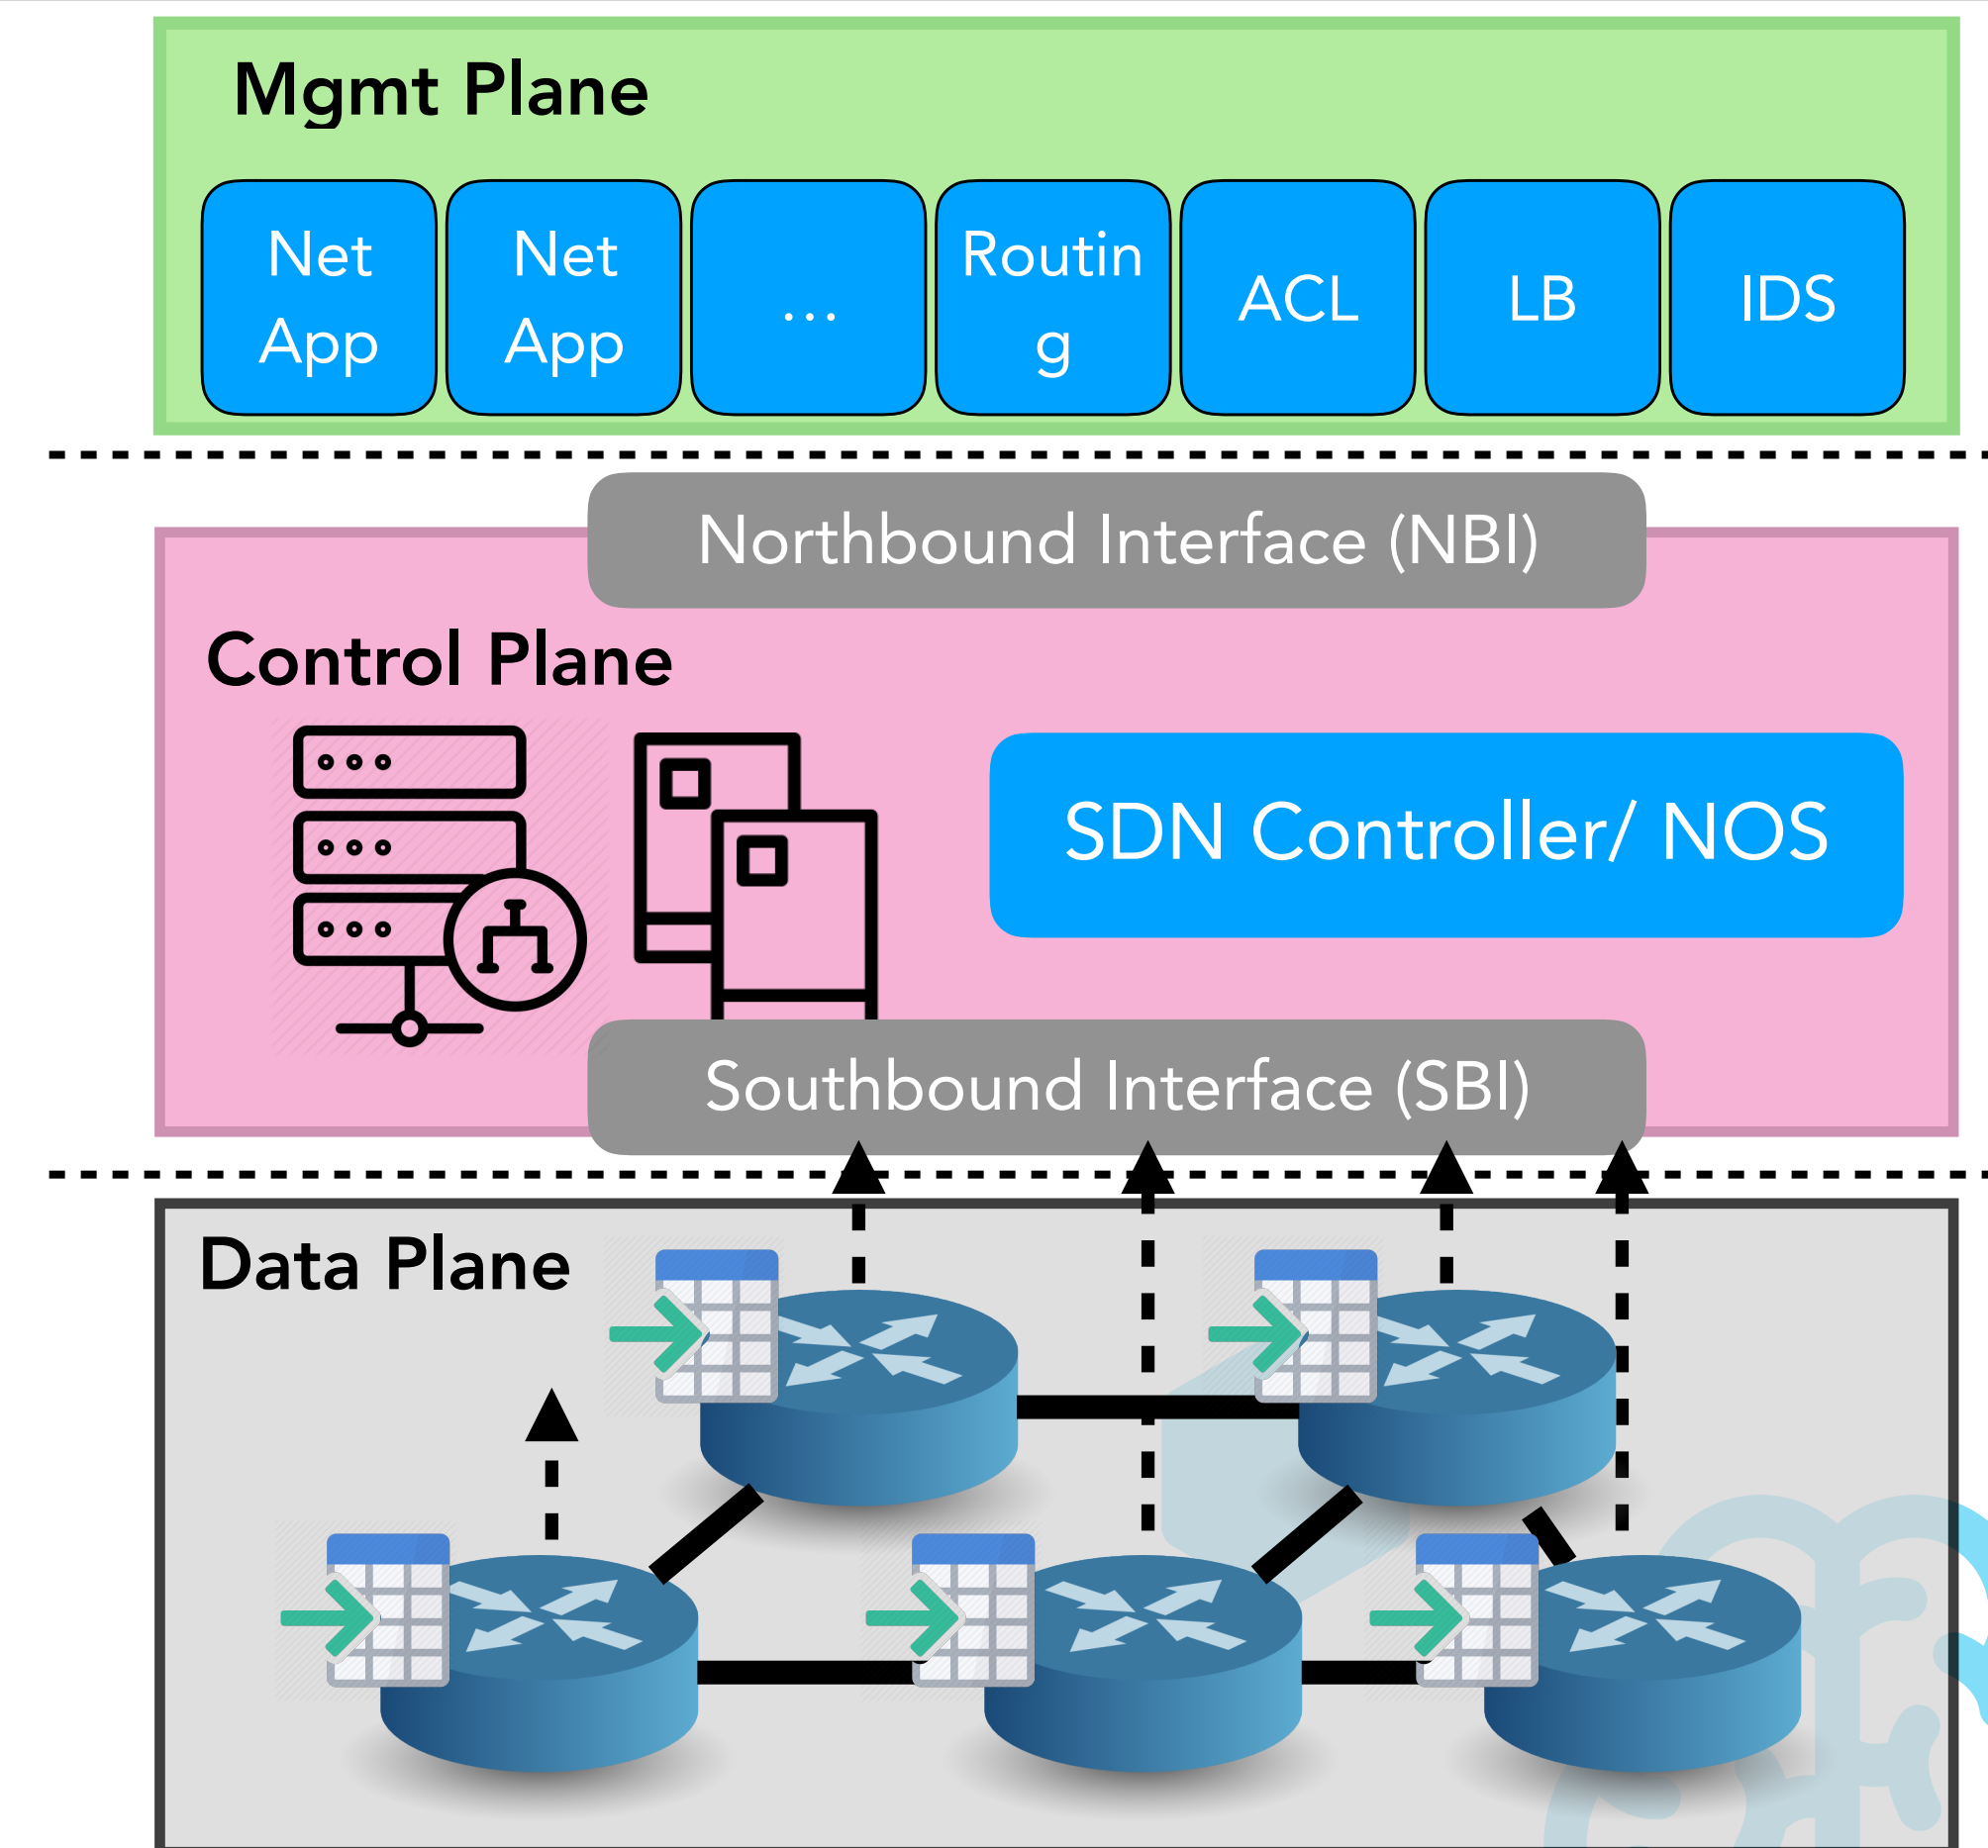 Mgmt Plane
Net
App
Net
App
...
Routin
g
ACL
LB
IDS
Northbound Interface (NBI)
Control Plane
SDN Controller/ NOS
Southbound Interface (SBI)
Data Plane